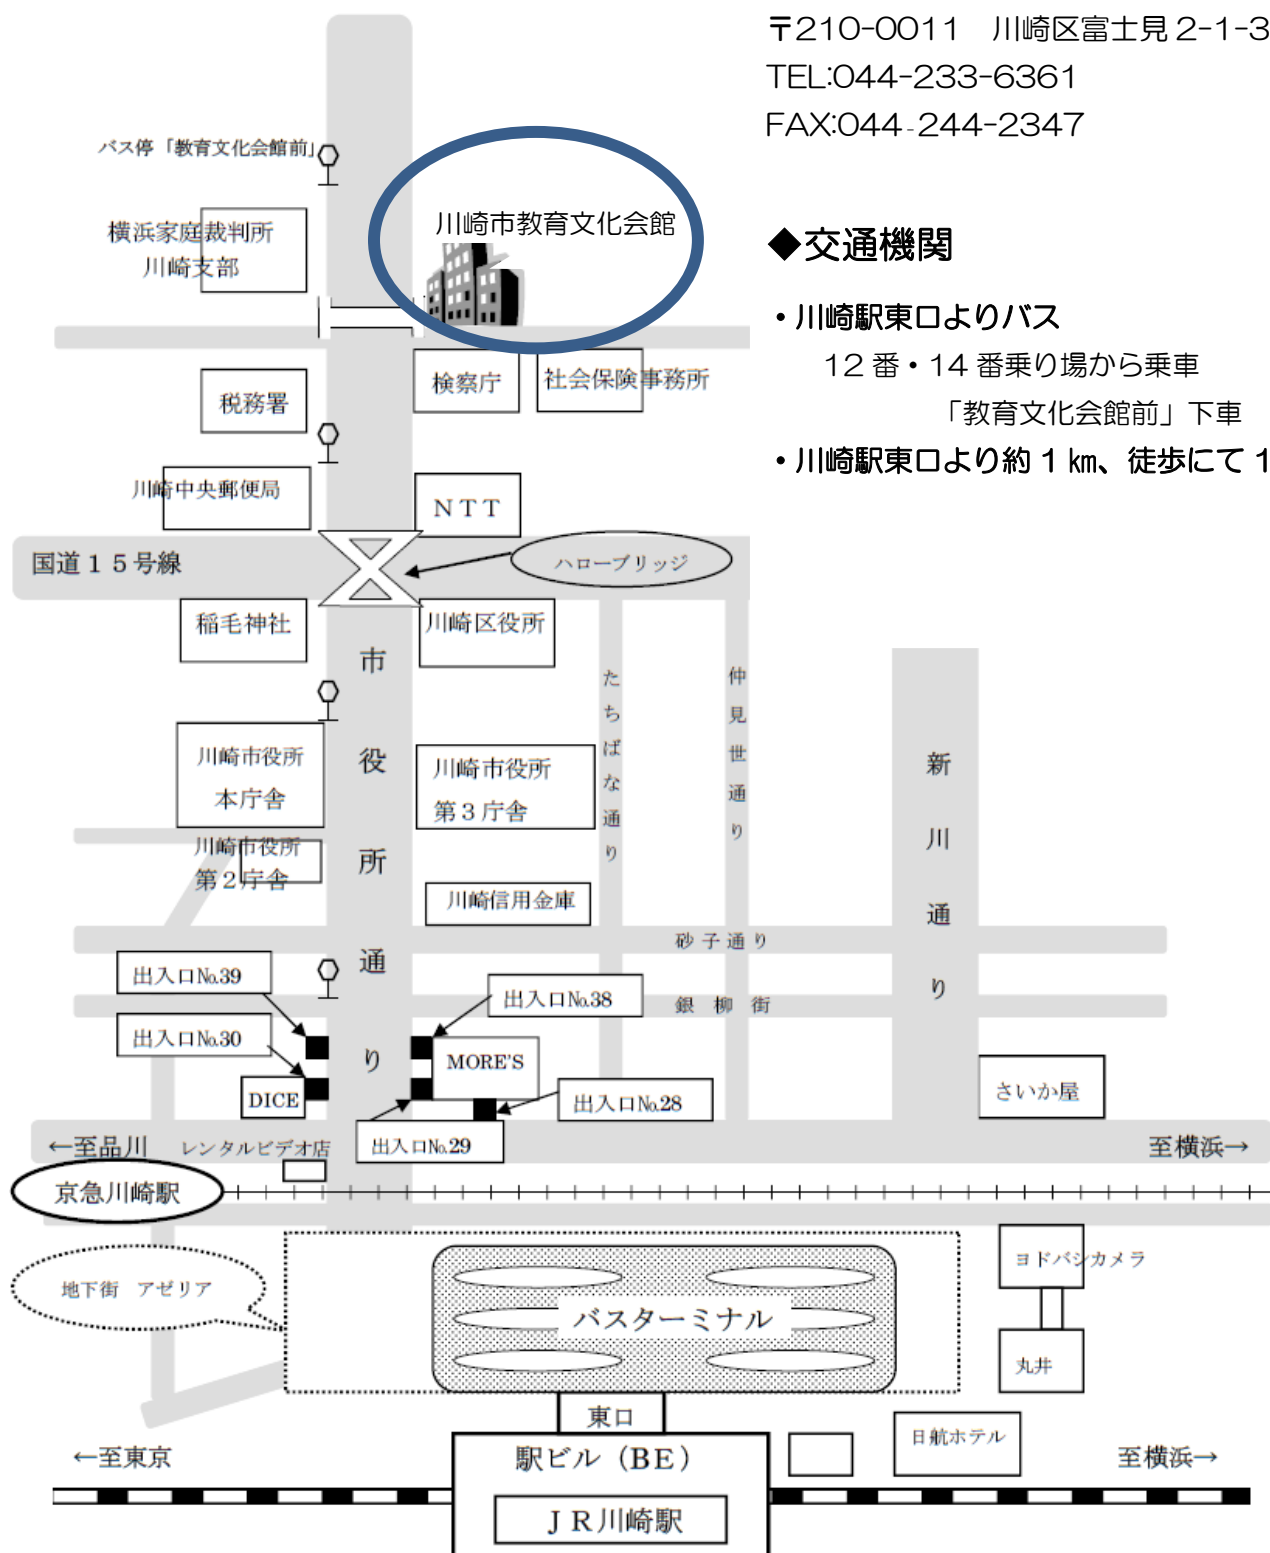 〒210-0011　川崎区富士見2-1-3
TEL:044-233-6361
FAX:044-244-2347
◆交通機関
・川崎駅東口よりバス
12番・14番乗り場から乗車
「教育文化会館前」下車
・川崎駅東口より約1㎞、徒歩にて1
バス停「教育文化会館前」
川崎市教育文化会館
横浜家庭裁判所
川崎支部
検察庁
社会保険事務所
税務署
川崎中央郵便局
NTT
国道15号線
ハローブリッジ
稲毛神社
川崎区役所
市役所通り
たちばな通り
仲見世通り
新川通り
川崎市役所
本庁舎
川崎市役所
第3庁舎
川崎市役所
第2庁舎
川崎信用金庫
砂子通り
銀柳街
出入口№39
出入口№38
出入口№30
MORE'S
DICE
出入口№28
さいか屋
出入口№29
←至品川
レンタルビデオ店
至横浜→
京急川崎駅
地下街　アゼリア
バスターミナル
ヨドバシカメラ
丸井
東口
日航ホテル
←至東京
駅ビル（BE）
至横浜→
JR川崎駅